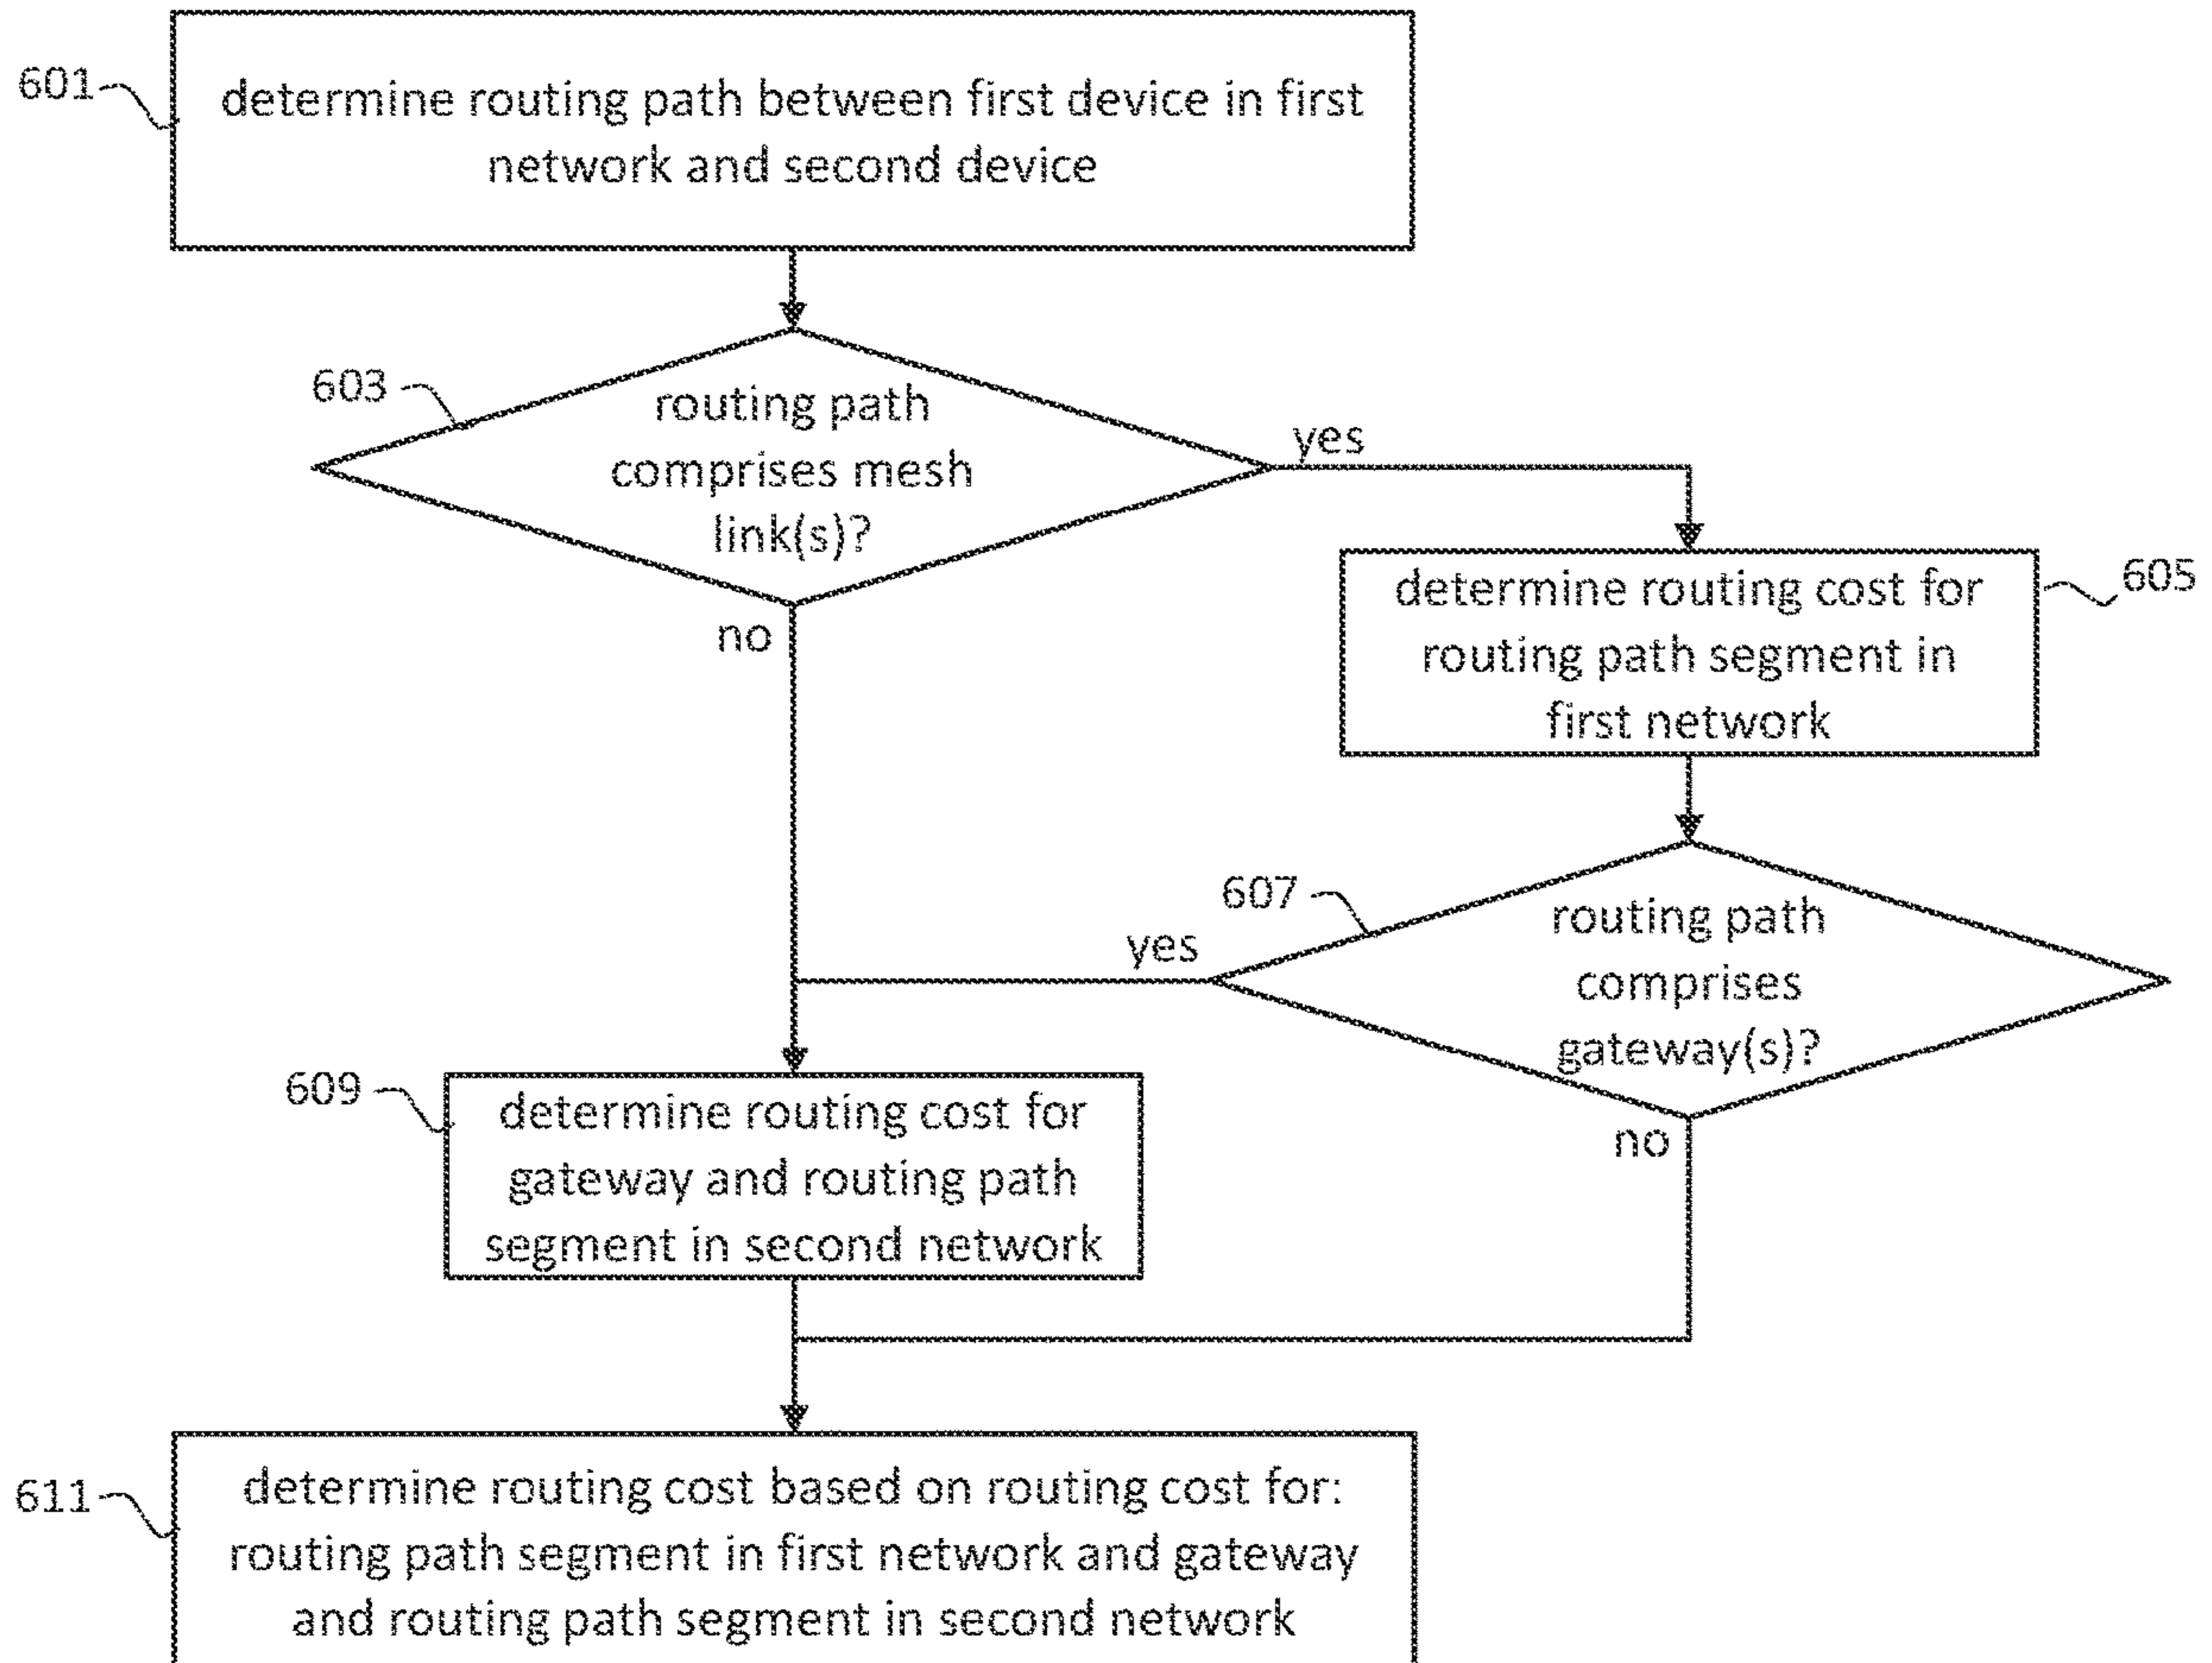 601
determine routing path between first device in first
network and second device
603
routing path
comprises mesh
link(s)?
yes
no
determine routing cost for
routing path segment in
first network
605
607
routing path
comprises
gateway(s)?
yes
no
609
determine routing cost for
gateway and routing path
segment in second network
611
determine routing cost based on routing cost for:
routing path segment in first network and gateway
and routing path segment in second network